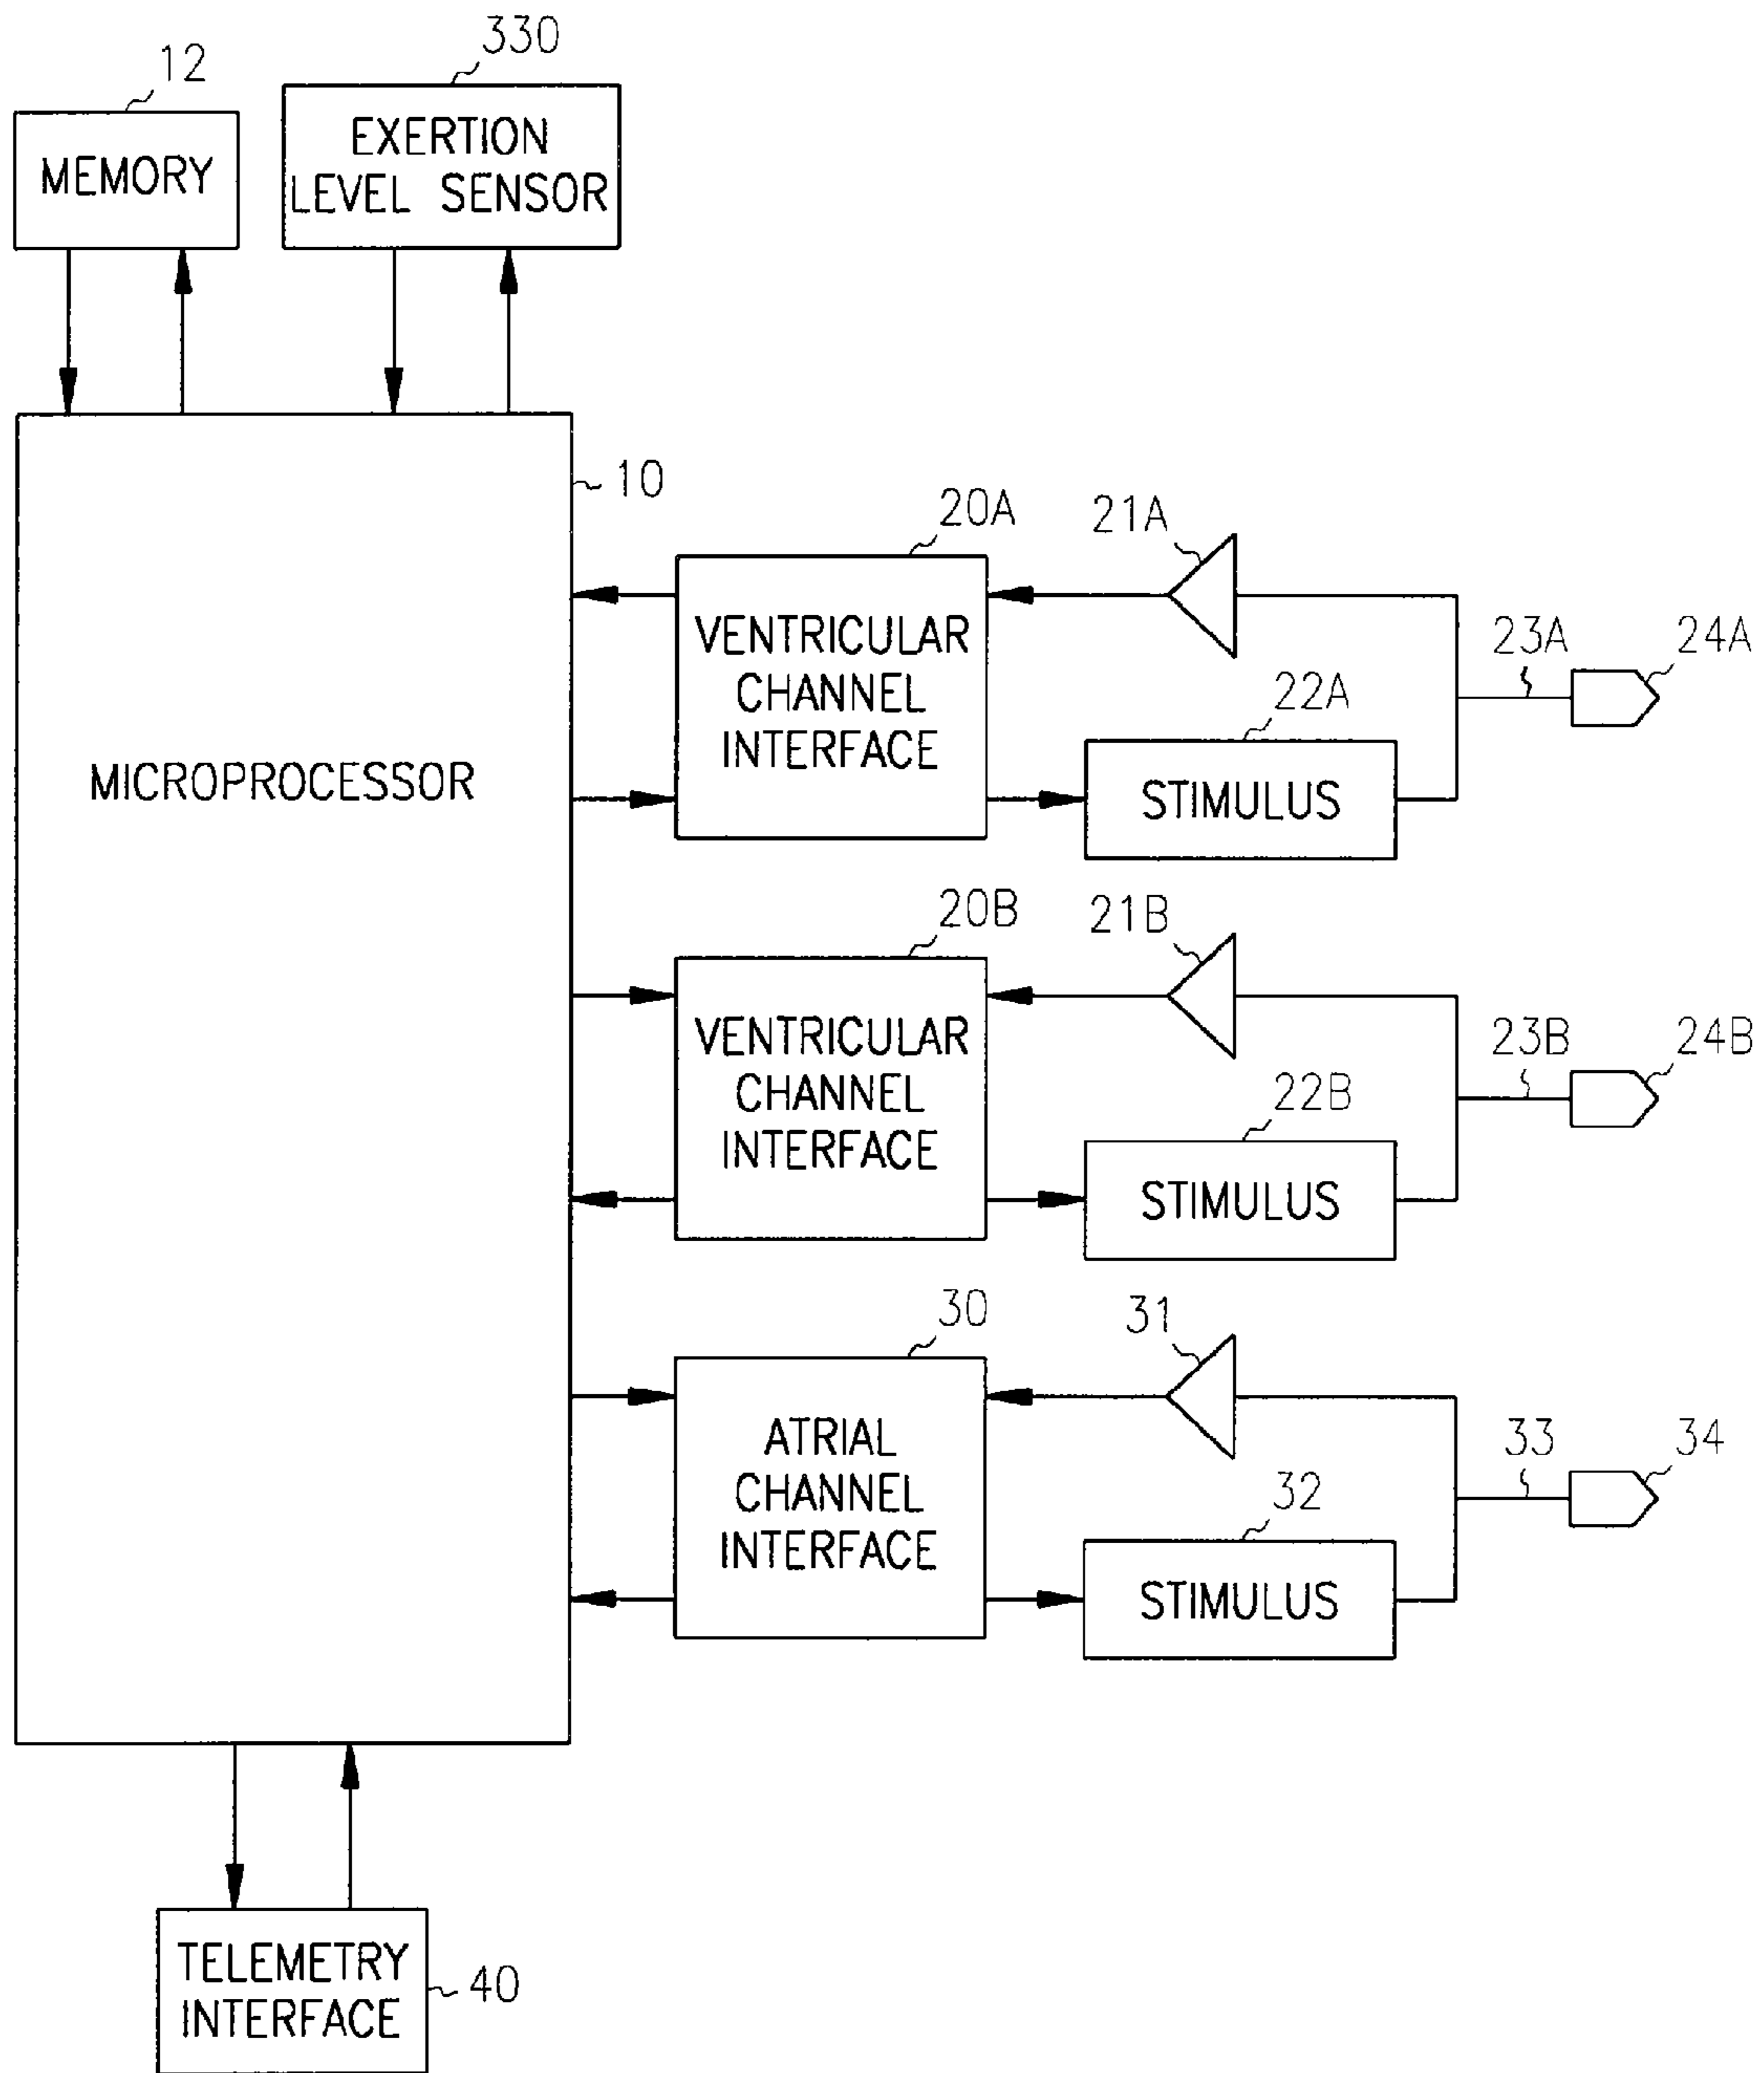 330
12
MEMORY
EXERTION
LEVEL SENSOR
10
MICROPROCESSOR
20A
21A
VENTRICULAR
CHANNEL
INTERFACE
22A
STIMULUS
23A
24A
20B
21B
VENTRICULAR
CHANNEL
INTERFACE
22B
STIMULUS
23B
24B
30
31
ATRIAL
CHANNEL
INTERFACE
32
STIMULUS
33
34
TELEMETRY
INTERFACE
40